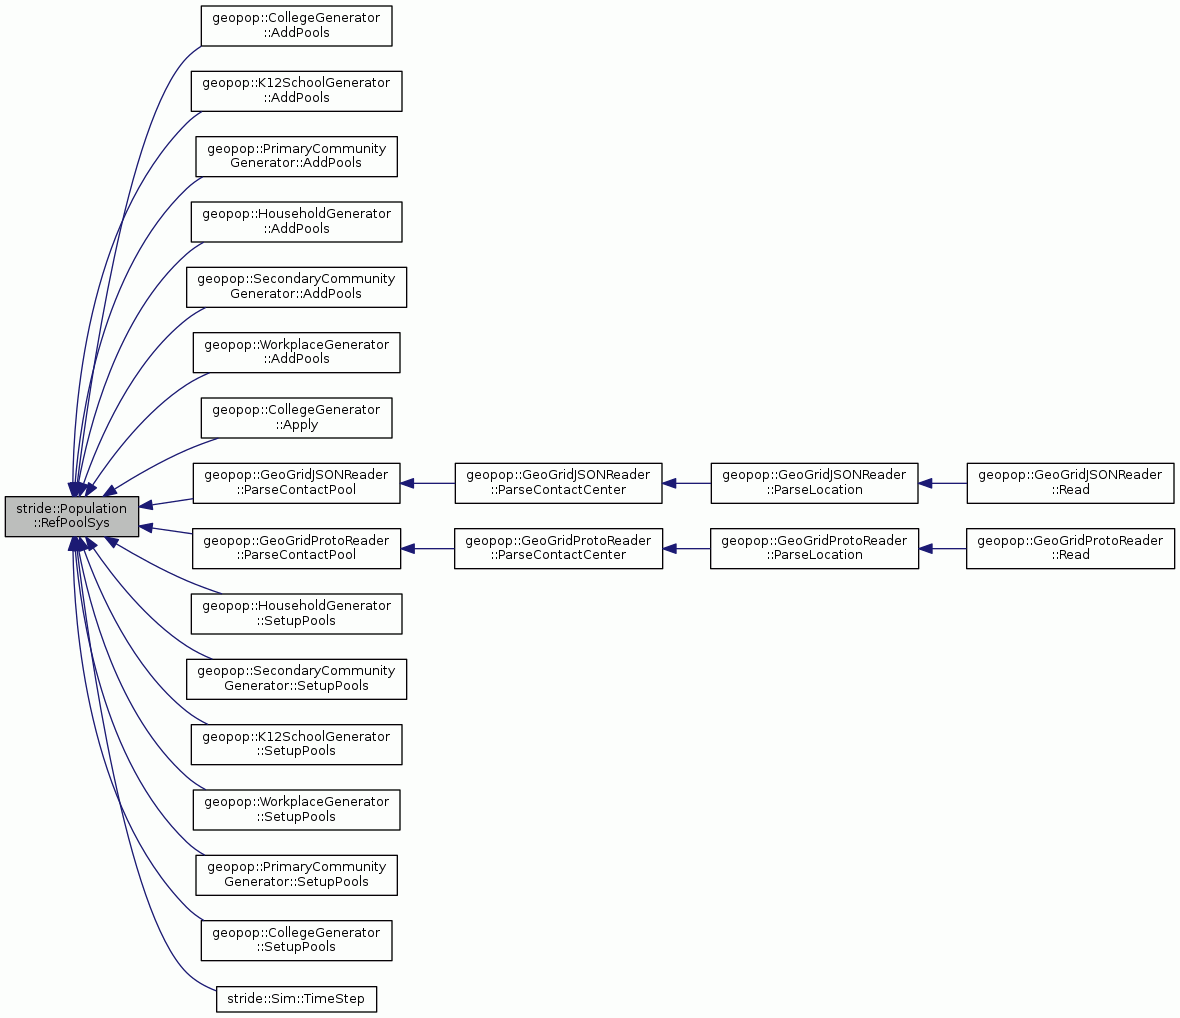 geopop::CollegeGenerator
::AddPools
geopop::K12SchoolGenerator
::AddPools
geopop::PrimaryCommunity
Generator::AddPools
geopop::HouseholdGenerator
::AddPools
geopop::SecondaryCommunity
Generator::AddPools
geopop::WorkplaceGenerator
::AddPools
geopop::CollegeGenerator
::Apply
stride::Population
::RefPoolSys
geopop::GeoGridJSONReader
::ParseContactPool
geopop::GeoGridJSONReader
::ParseContactCenter
geopop::GeoGridJSONReader
::ParseLocation
geopop::GeoGridJSONReader
::Read
geopop::GeoGridProtoReader
::ParseContactPool
geopop::GeoGridProtoReader
::ParseContactCenter
geopop::GeoGridProtoReader
::ParseLocation
geopop::GeoGridProtoReader
::Read
geopop::HouseholdGenerator
::SetupPools
geopop::SecondaryCommunity
Generator::SetupPools
geopop::K12SchoolGenerator
::SetupPools
geopop::WorkplaceGenerator
::SetupPools
geopop::PrimaryCommunity
Generator::SetupPools
geopop::CollegeGenerator
::SetupPools
stride::Sim::TimeStep